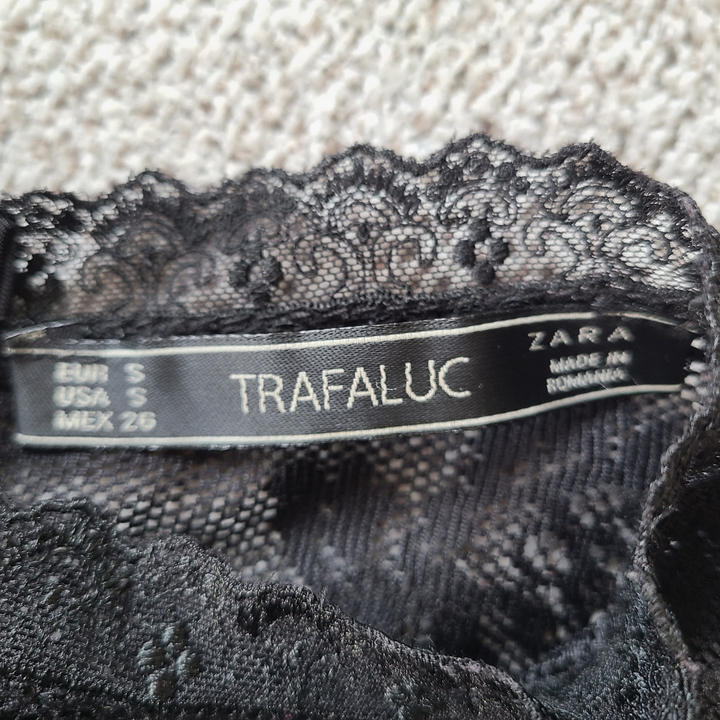 EUR S
USA S
MEX 26
TRAFALUC
ZARA
MADE IN
ROMANIA